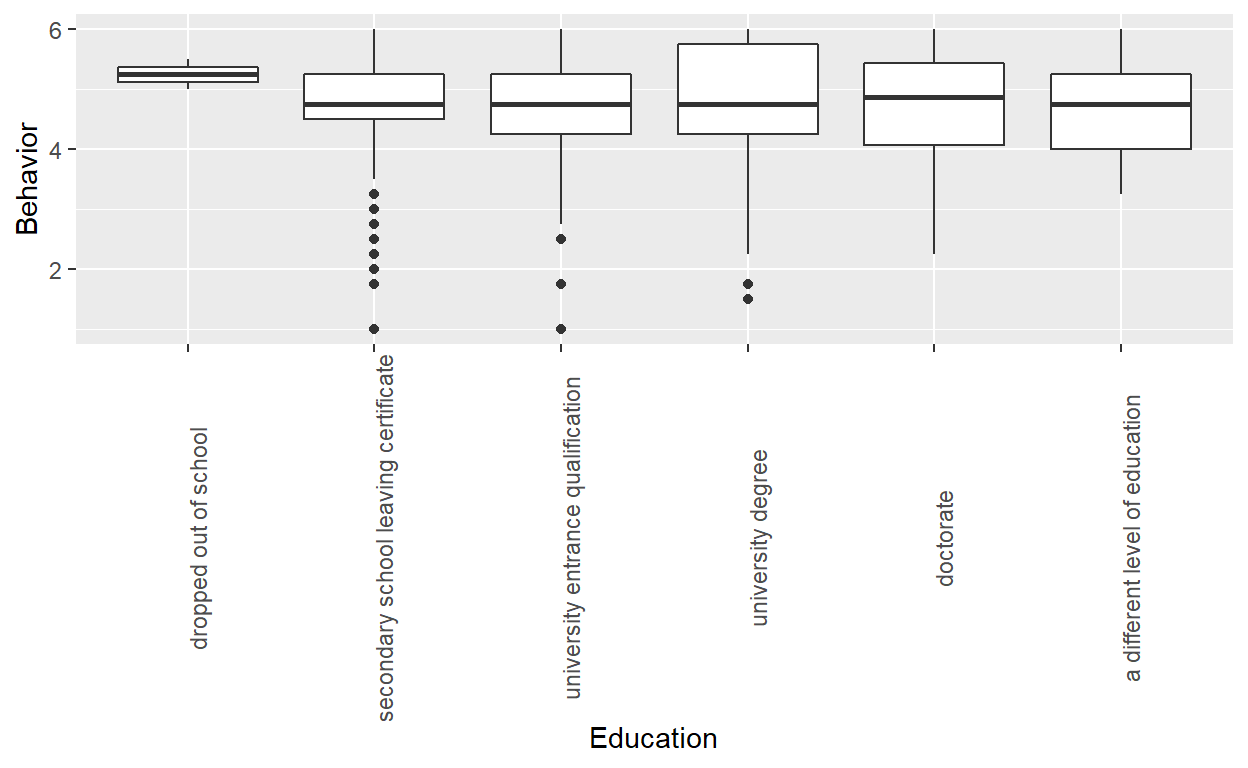 6
4
2
Behavior
dropped out of school
secondary school leaving certificate
university entrance qualification
university degree
doctorate
a different level of education
Education